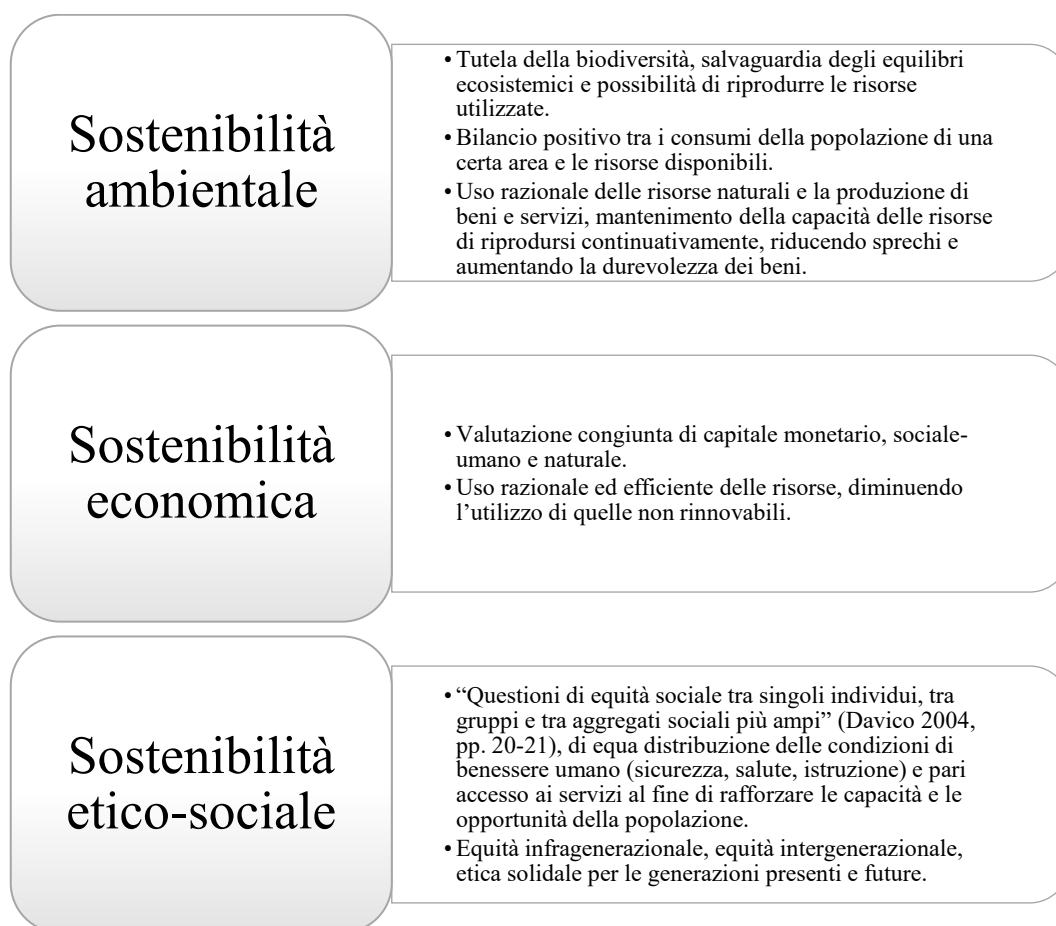 Sostenibilità
ambientale
• Tutela della biodiversità, salvaguardia degli equilibri
ecosistemici e possibilità di riprodurre le risorse
utilizzate.
• Bilancio positivo tra i consumi della popolazione di una
certa area e le risorse disponibili.
• Uso razionale delle risorse naturali e la produzione di
beni e servizi, mantenimento della capacità delle risorse
di riprodursi continuativamente, riducendo sprechi e
aumentando la durevolezza dei beni.
Sostenibilità
economica
• Valutazione congiunta di capitale monetario, sociale-
umano e naturale.
• Uso razionale ed efficiente delle risorse, diminuendo
l’utilizzo di quelle non rinnovabili.
Sostenibilità
etico-sociale
• “Questioni di equità sociale tra singoli individui, tra
gruppi e tra aggregati sociali più ampi” (Davico 2004,
pp. 20-21), di equa distribuzione delle condizioni di
benessere umano (sicurezza, salute, istruzione) e pari
accesso ai servizi al fine di rafforzare le capacità e le
opportunità della popolazione.
• Equità infragenerazionale, equità intergenerazionale,
etica solidale per le generazioni presenti e future.